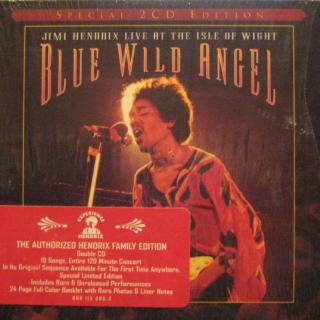 SPECIAL 2CD EDITION
JIMI HENDRIX LIVE AT THE ISLE OF WIGHT
BLUE WILD ANGEL
EXPERIENCE
HENDRIX
THE AUTHORIZED HENDRIX FAMILY EDITION
Double CD
18 Songs, Entire 120 Minute Concert
In Its Original Sequence Available For The First Time Anywhere.
Special Limited Edition
Includes Rare & Unreleased Performances
24 Page Full Color Booklet with Rare Photos & Liner Notes